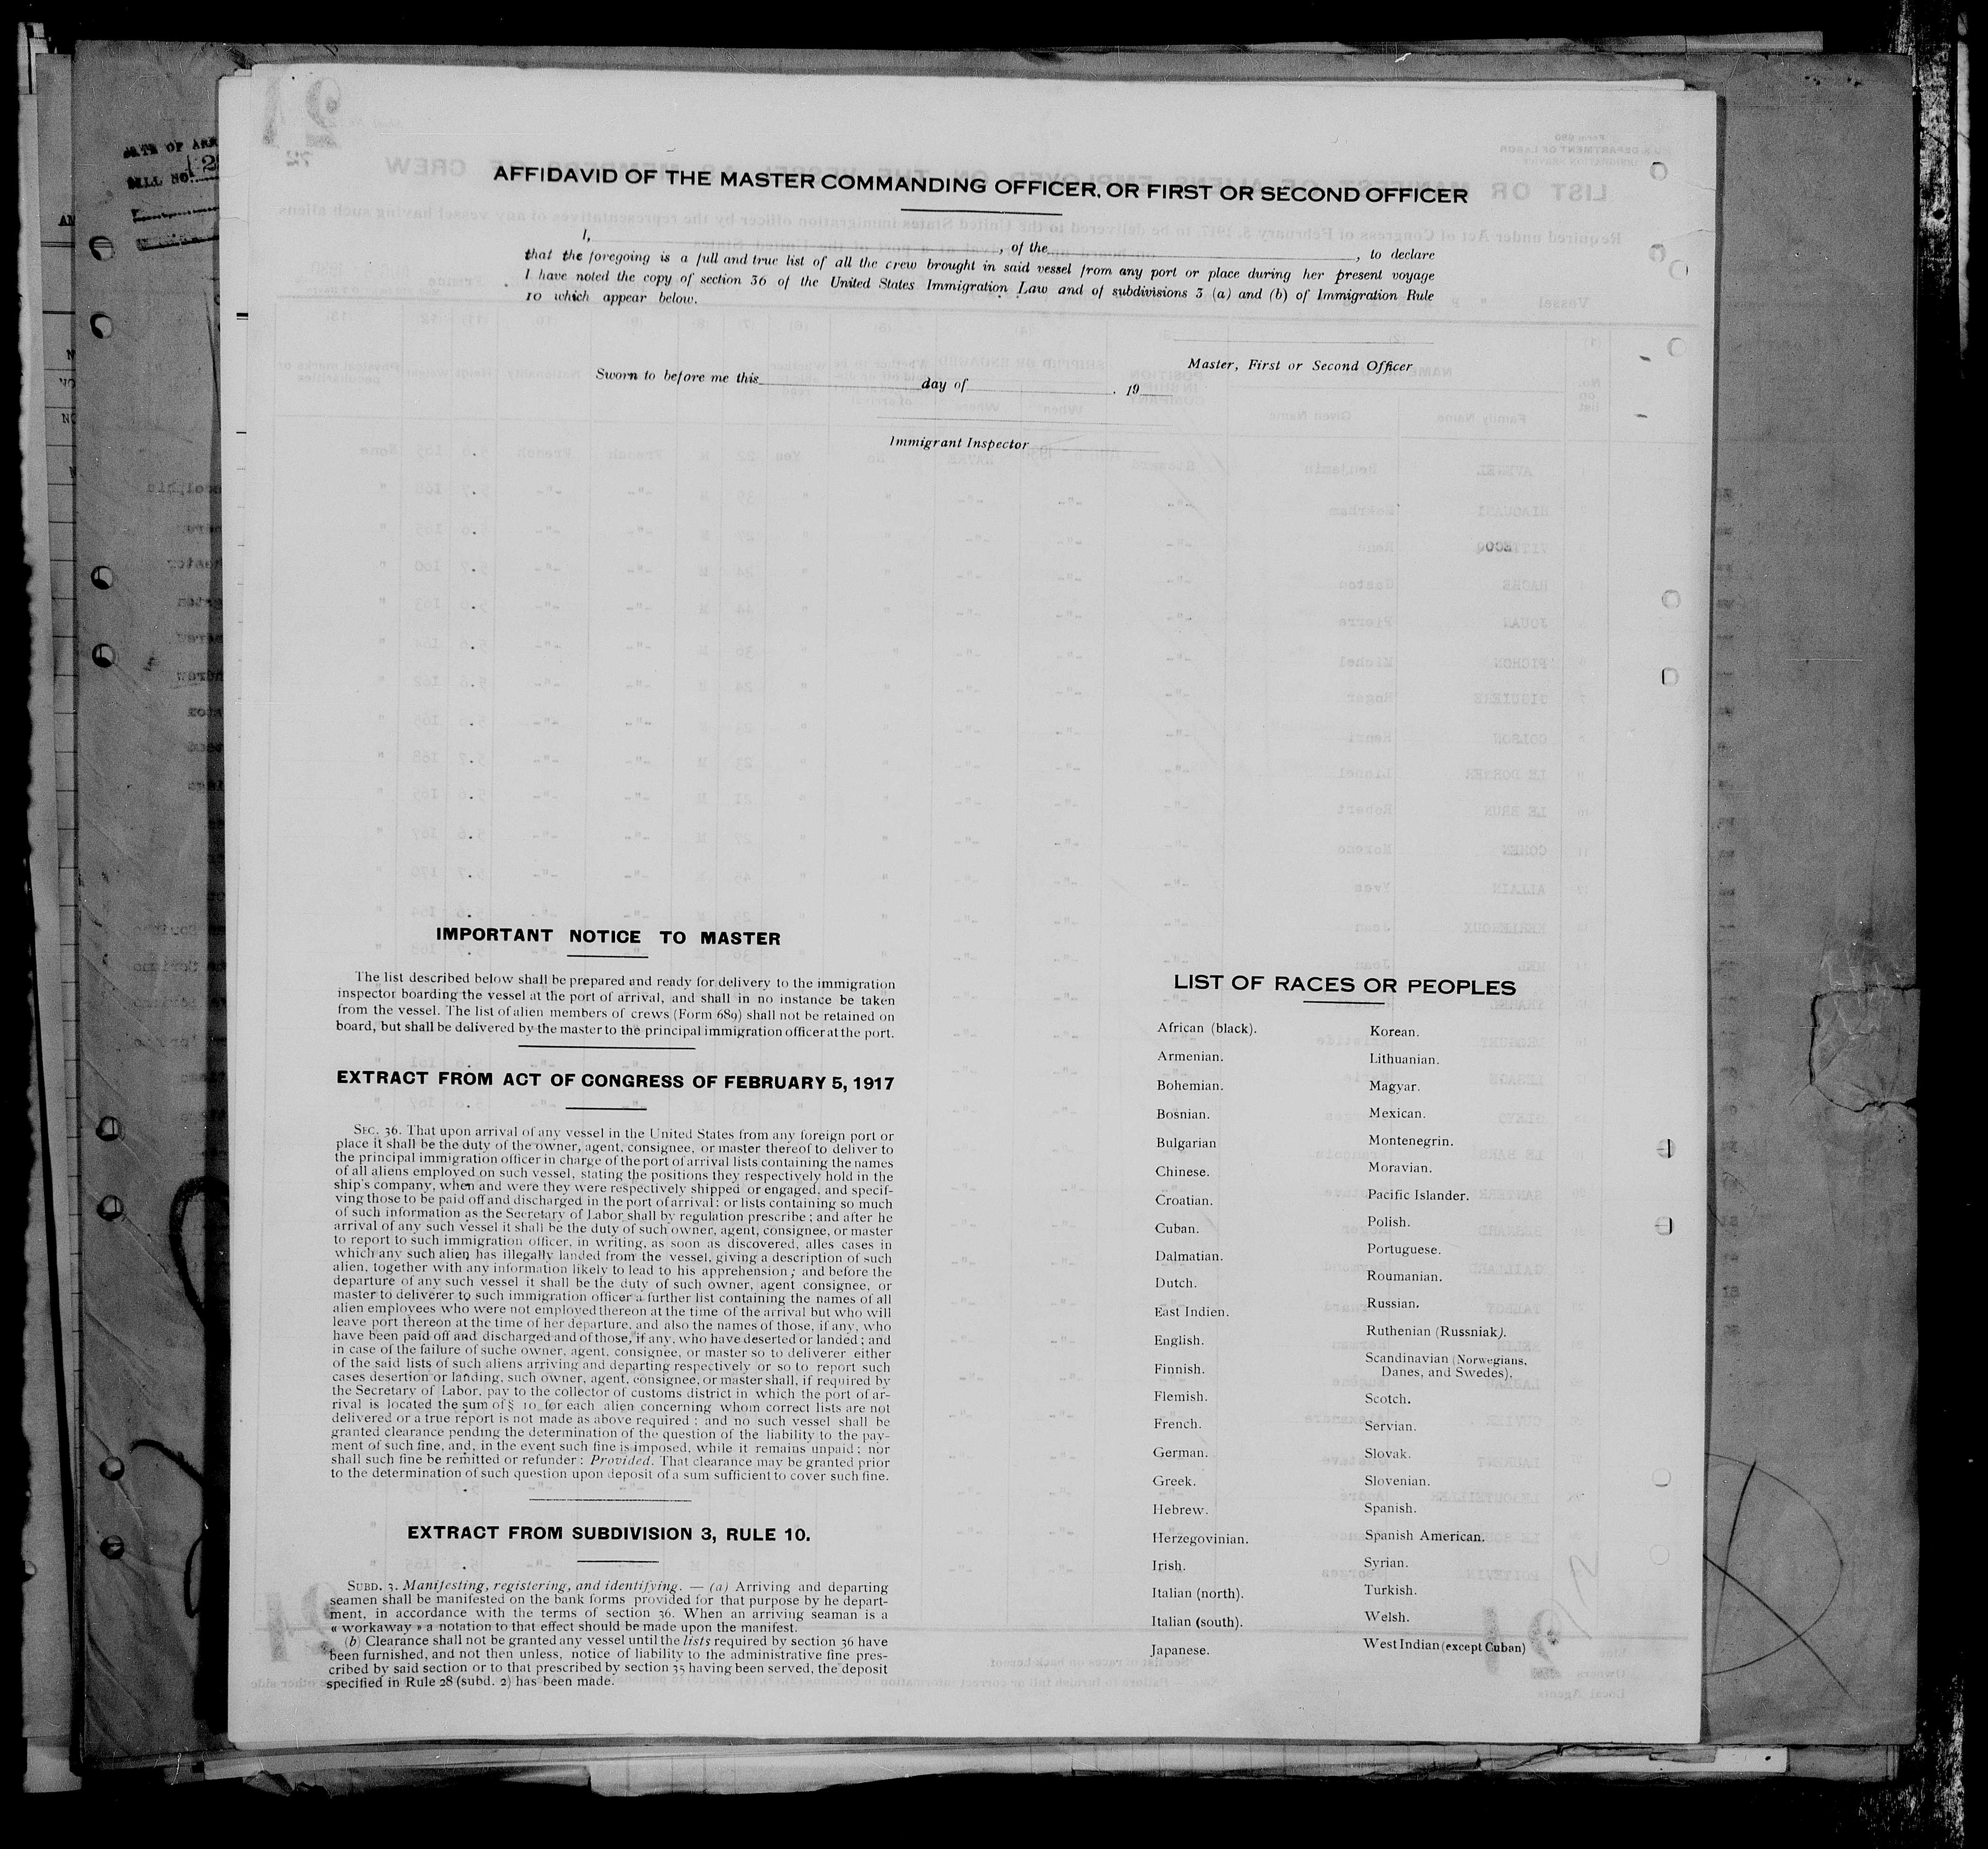 AFFIDAVID OF THE MASTER COMMANDING OFFICER, OR FIRST OR SECOND OFFICER
I, , of the , to declare
that the foregoing is a full and true list of all the crew brought in said vessel from any port or place during her present voyage
I have noted the copy of section 36 of the United States Immigration Law and of subdivisions 3 (a) and (b) of Immigration Rule
10 which appear below.
Master, First or Second Officer
Sworn to before me this day of . 19
Immigrant Inspector
IMPORTANT NOTICE TO MASTER
The list described below shall be prepared and ready for delivery to the immigration
inspector boarding the vessel at the port of arrival, and shall in no instance be taken
from the vessel. The list of alien members of crews (Form 689) shall not be retained on
board, but shall be delivered by the master to the principal immigration officer at the port.
EXTRACT FROM ACT OF CONGRESS OF FEBRUARY 5, 1917
SEC. 36. That upon arrival of any vessel in the United States from any foreign port or
place it shall be the duty of the owner, agent, consignee, or master thereof to deliver to
the principal immigration officer in charge of the port of arrival lists containing the names
of all aliens employed on such vessel, stating the positions they respectively hold in the
ship's company, when and were they were respectively shipped or engaged, and specif-
ving those to be paid off and discharged in the port of arrival: or lists containing so much
of such information as the Secretary of Labor shall by regulation prescribe; and after he
arrival of any such vessel it shall be the duty of such owner, agent, consignee, or master
to report to such immigration officer, in writing, as soon as discovered, alles cases in
which any such alien has illegally landed from the vessel, giving a description of such
alien, together with any information likely to lead to his apprehension; and before the
departure of any such vessel it shall be the duty of such owner, agent consignee, or
master to deliverer to such immigration officer a further list containing the names of all
alien employees who were not employed thereon at the time of the arrival but who will
leave port thereon at the time of her departure, and also the names of those, if any, who
have been paid off and discharged and of those, if any, who have deserted or landed; and
in case of the failure of suche owner, agent, consignee, or master so to deliverer either
of the said lists of such aliens arriving and departing respectively or so to report such
cases desertion or landing, such owner, agent, consignee, or master shall, if required by
the Secretary of Labor, pay to the collector of customs district in which the port of ar-
rival is located the sum of § 10 for each alien concerning whom correct lists are not
delivered or a true report is not made as above required; and no such vessel shall be
granted clearance pending the determination of the question of the liability to the pay-
ment of such fine, and, in the event such fine is imposed, while it remains unpaid; nor
shall such fine be remitted or refunder: Provided. That clearance may be granted prior
to the determination of such question upon deposit of a sum sufficient to cover such fine.
EXTRACT FROM SUBDIVISION 3, RULE 10.
SUBD. 3. Manifesting, registering, and identifying. — (a) Arriving and departing
seamen shall be manifested on the bank forms provided for that purpose by he depart-
ment, in accordance with the terms of section 36. When an arriving seaman is a
« workaway » a notation to that effect should be made upon the manifest.
(b) Clearance shall not be granted any vessel until the lists required by section 36 have
been furnished, and not then unless, notice of liability to the administrative fine pres-
cribed by said section or to that prescribed by section 35 having been served, the deposit
specified in Rule 28 (subd. 2) has been made.
LIST OF RACES OR PEOPLES
African (black).
Armenian.
Bohemian.
Bosnian.
Bulgarian
Chinese.
Croatian.
Cuban.
Dalmatian.
Dutch.
East Indien.
English.
Finnish.
Flemish.
French.
German.
Greek.
Hebrew.
Herzegovinian.
Irish.
Italian (north).
Italian (south).
Japanese.
Korean.
Lithuanian.
Magyar.
Mexican.
Montenegrin.
Moravian.
Pacific Islander.
Polish.
Portuguese.
Roumanian.
Russian.
Ruthenian (Russniak).
Scandinavian (Norwegians,
Danes, and Swedes).
Scotch.
Servian.
Slovak.
Slovenian.
Spanish.
Spanish American.
Syrian.
Turkish.
Welsh.
West Indian (except Cuban)